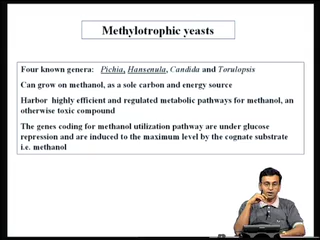 Methylotrophic yeasts
Four known genera: Pichia, Hansenula, Candida and Torulopsis
Can grow on methanol, as a sole carbon and energy source
Harbor highly efficient and regulated metabolic pathways for methanol, an
otherwise toxic compound
The genes coding for methanol utilization pathway are under glucose
repression and are induced to the maximum level by the cognate substrate
i.e. methanol